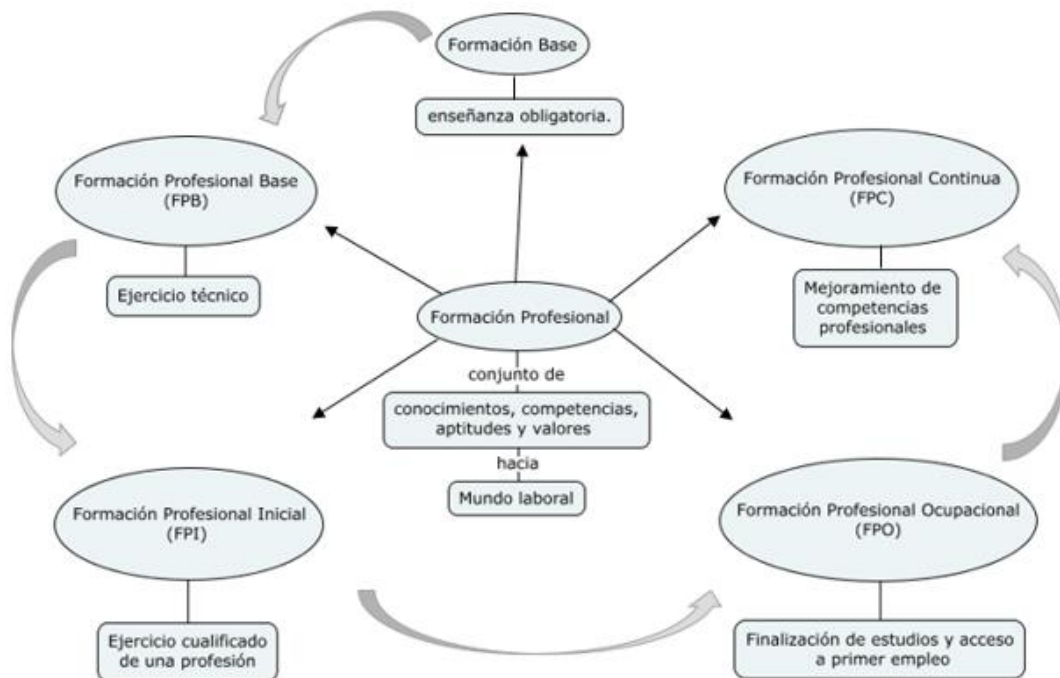 Formación Base
enseñanza obligatoria.
Formación Profesional Base
(FPB)
Ejercicio técnico
Formación Profesional Continua
(FPC)
Mejoramiento de
competencias
profesionales
Formación Profesional
conjunto de
conocimientos, competencias,
aptitudes y valores
hacia
Mundo laboral
Formación Profesional Inicial
(FPI)
Ejercicio cualificado
de una profesión
Formación Profesional Ocupacional
(FPO)
Finalización de estudios y acceso
a primer empleo